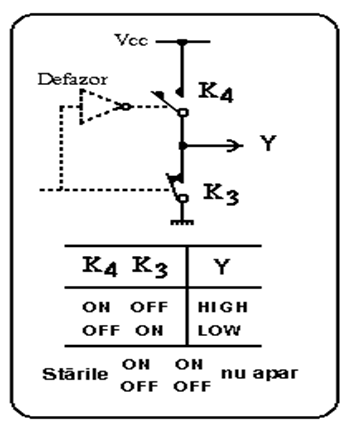 Vcc
Defazor
K4
Y
K3
K4 K3 Y
ON OFF HIGH
OFF ON LOW
Stările ON ON nu apar
OFF OFF